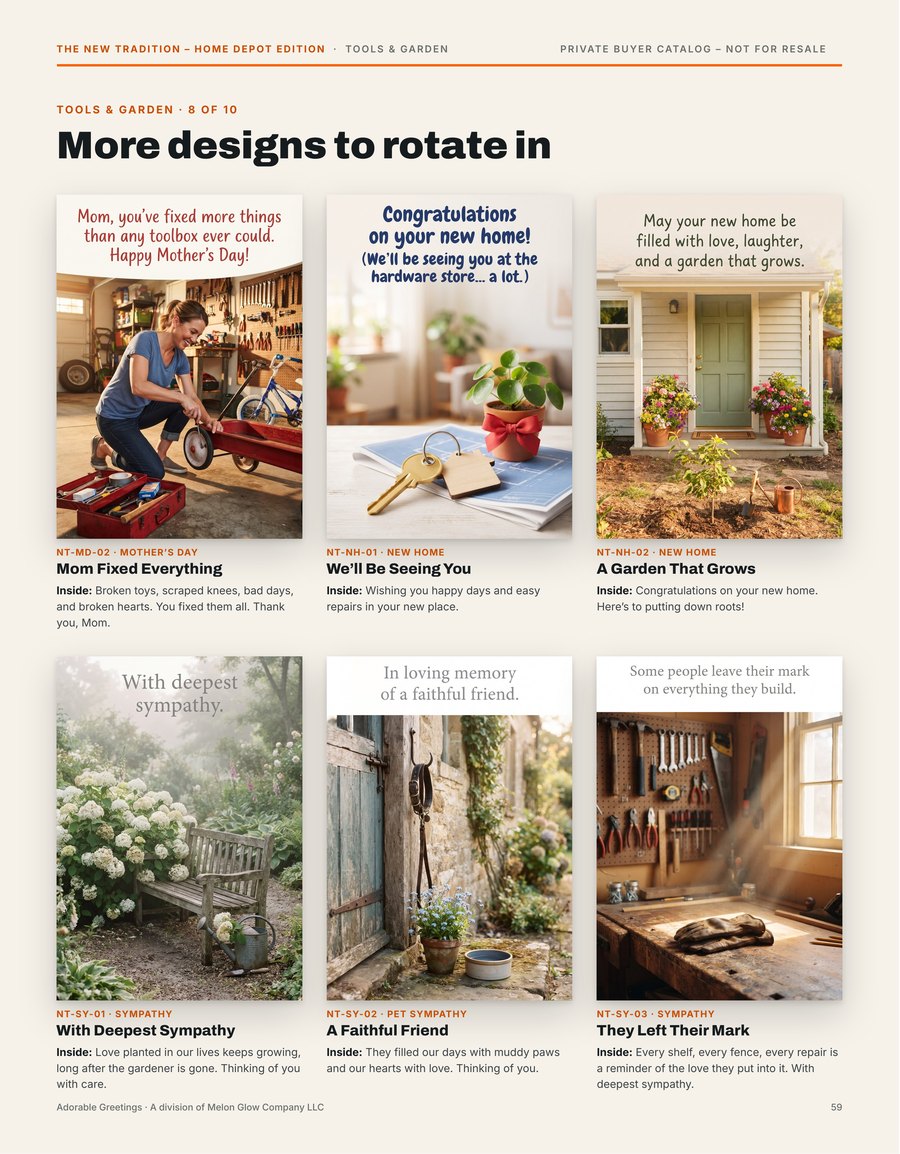 THE NEW TRADITION – HOME DEPOT EDITION · TOOLS & GARDEN
PRIVATE BUYER CATALOG – NOT FOR RESALE
TOOLS & GARDEN · 8 OF 10
More designs to rotate in
Mom, you’ve fixed more things
than any toolbox ever could.
Happy Mother’s Day!
NT-MD-02 · MOTHER’S DAY
Mom Fixed Everything
Inside: Broken toys, scraped knees, bad days,
and broken hearts. You fixed them all. Thank
you, Mom.
Congratulations
on your new home!
(We’ll be seeing you at the
hardware store... a lot.)
NT-NH-01 · NEW HOME
We’ll Be Seeing You
Inside: Wishing you happy days and easy
repairs in your new place.
May your new home be
filled with love, laughter,
and a garden that grows.
NT-NH-02 · NEW HOME
A Garden That Grows
Inside: Congratulations on your new home.
Here’s to putting down roots!
With deepest
sympathy.
NT-SY-01 · SYMPATHY
With Deepest Sympathy
Inside: Love planted in our lives keeps growing,
long after the gardener is gone. Thinking of you
with care.
In loving memory
of a faithful friend.
NT-SY-02 · PET SYMPATHY
A Faithful Friend
Inside: They filled our days with muddy paws
and our hearts with love. Thinking of you.
Some people leave their mark
on everything they build.
NT-SY-03 · SYMPATHY
They Left Their Mark
Inside: Every shelf, every fence, every repair is
a reminder of the love they put into it. With
deepest sympathy.
Adorable Greetings · A division of Melon Glow Company LLC
59